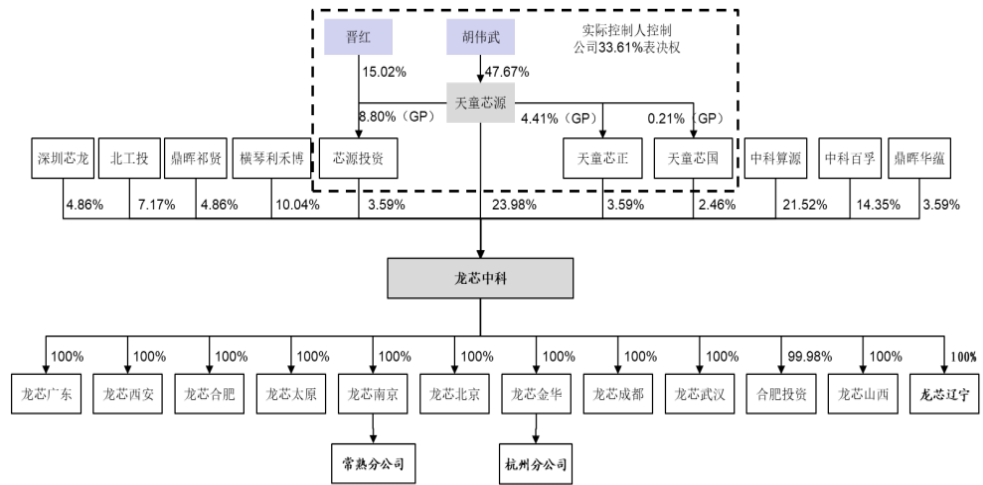 晋红
胡伟武
实际控制人控制
公司33.61%表决权
15.02%
47.67%
天童芯源
8.80%（GP）
4.41%（GP）
0.21%（GP）
深圳芯龙
北工投
鼎晖祁贤
横琴利禾博
芯源投资
天童芯正
天童芯国
中科算源
中科百孚
鼎晖华蕴
4.86%
7.17%
4.86%
10.04%
3.59%
23.98%
3.59%
2.46%
21.52%
14.35%
3.59%
龙芯中科
100%
100%
100%
100%
100%
100%
100%
100%
100%
99.98%
100%
100%
龙芯广东
龙芯西安
龙芯合肥
龙芯太原
龙芯南京
龙芯北京
龙芯金华
龙芯成都
龙芯武汉
合肥投资
龙芯山西
龙芯辽宁
常熟分公司
杭州分公司